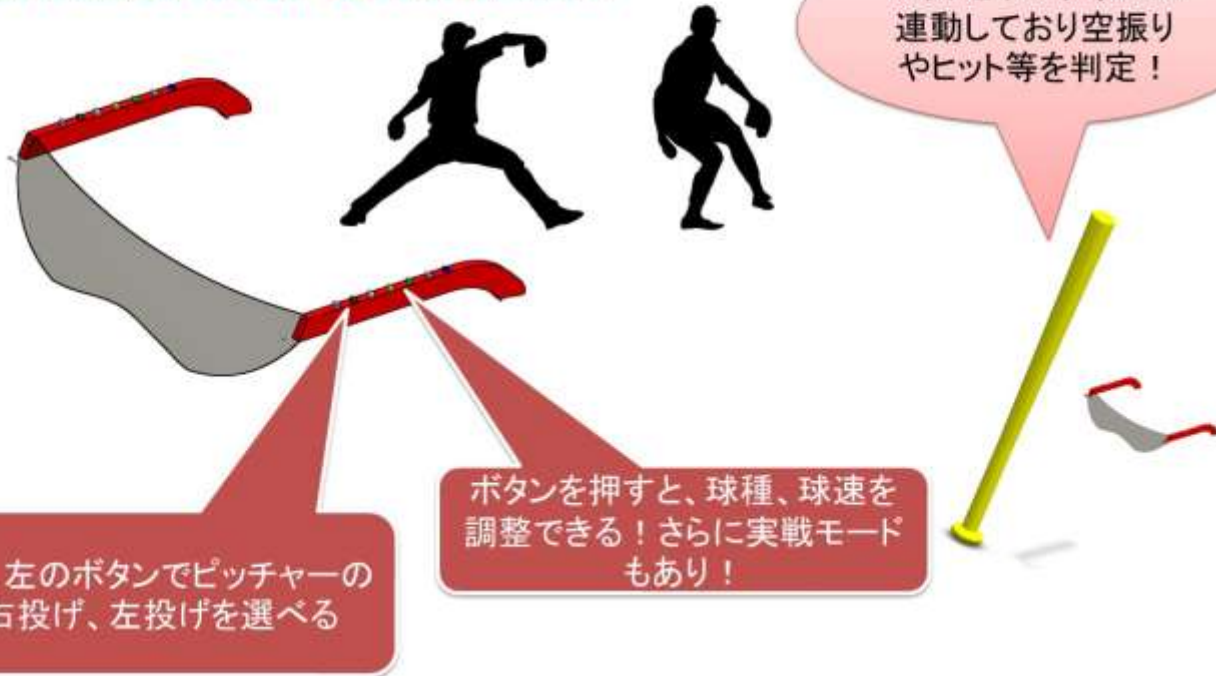 連動しており空振り
やヒット等を判定！
ボタンを押すと、球種、球速を
調整できる！さらに実戦モード
もあり！
左のボタンでピッチャーの
右投げ、左投げを選べる